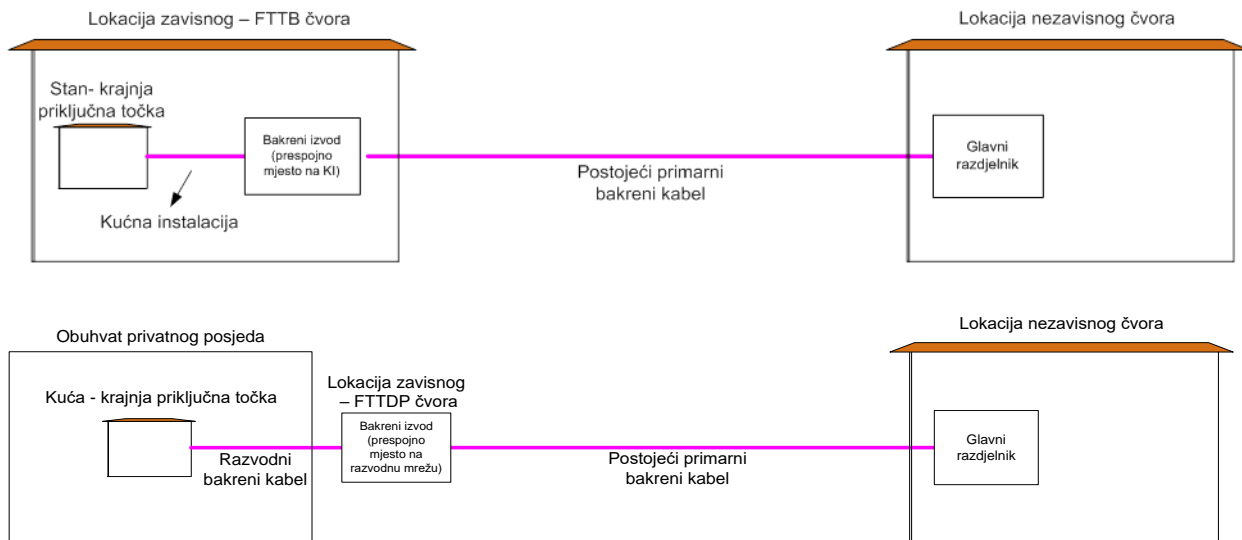 Lokacija zavisnog – FTTB čvora
Lokacija nezavisnog čvora
Stan- krajnja
priključna točka
Bakreni izvod
(prespojno
mjesto na KI)
Kućna instalacija
Postojeći primarni
bakreni kabel
Glavni
razdjelnik
Obuhvat privatnog posjeda
Lokacija nezavisnog čvora
Kuća - krajnja priključna točka
Lokacija zavisnog
– FTTDP čvora
Bakreni izvod
(prespojno
mjesto na
razvodnu mrežu)
Razvodni
bakreni kabel
Postojeći primarni
bakreni kabel
Glavni
razdjelnik